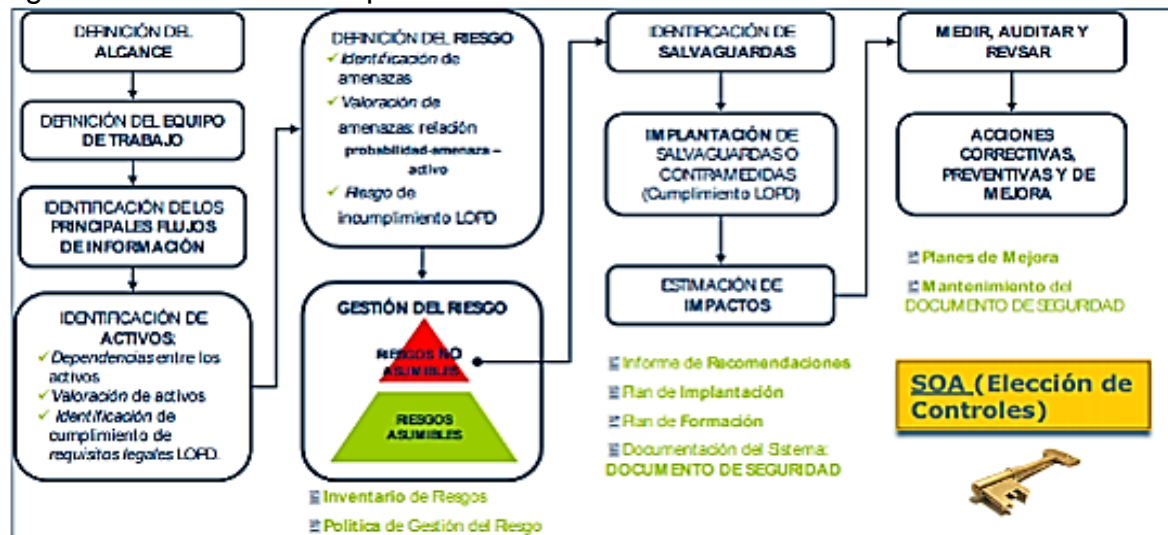 DEFINICIÓN DEL
ALCANCE
DEFINICIÓN DEL EQUIPO
DE TRABAJO
IDENTIFICACIÓN DE LOS
PRINCIPALES FLUJOS
DE INFORMACIÓN
IDENTIFICACIÓN DE
ACTIVOS:
✓ Dependencias entre los
activos
✓ Valoración de activos
✓ Identificación de
cumplimiento de
requisitos legales LOPD.
DEFINICIÓN DEL RIESGO
✓ Identificación de
amenazas
✓ Valoración de
amenazas: relación
probabilidad-amenaza –
activo
✓ Riesgo de
incumplimiento LOPD
GESTIÓN DEL RIESGO
RIESGOS NO
ASUMIBLES
RIESGOS
ASUMIBLES
Inventario de Riesgos
Política de Gestión del Riesgo
IDENTIFICACIÓN DE
SALVAGUARDAS
IMPLANTACIÓN DE
SALVAGUARDAS O
CONTRAMEDIDAS
(Cumplimiento LOPD)
ESTIMACIÓN DE
IMPACTOS
Informe de Recomendaciones
Plan de Implantación
Plan de Formación
Documentación del Sistema:
DOCUMENTO DE SEGURIDAD
MEDIR, AUDITAR Y
REVSAR
ACCIONES
CORRECTIVAS,
PREVENTIVAS Y DE
MEJORA
Planes de Mejora
Mantenimiento del
DOCUMENTO DE SEGURIDAD
SOA (Elección de
Controles)